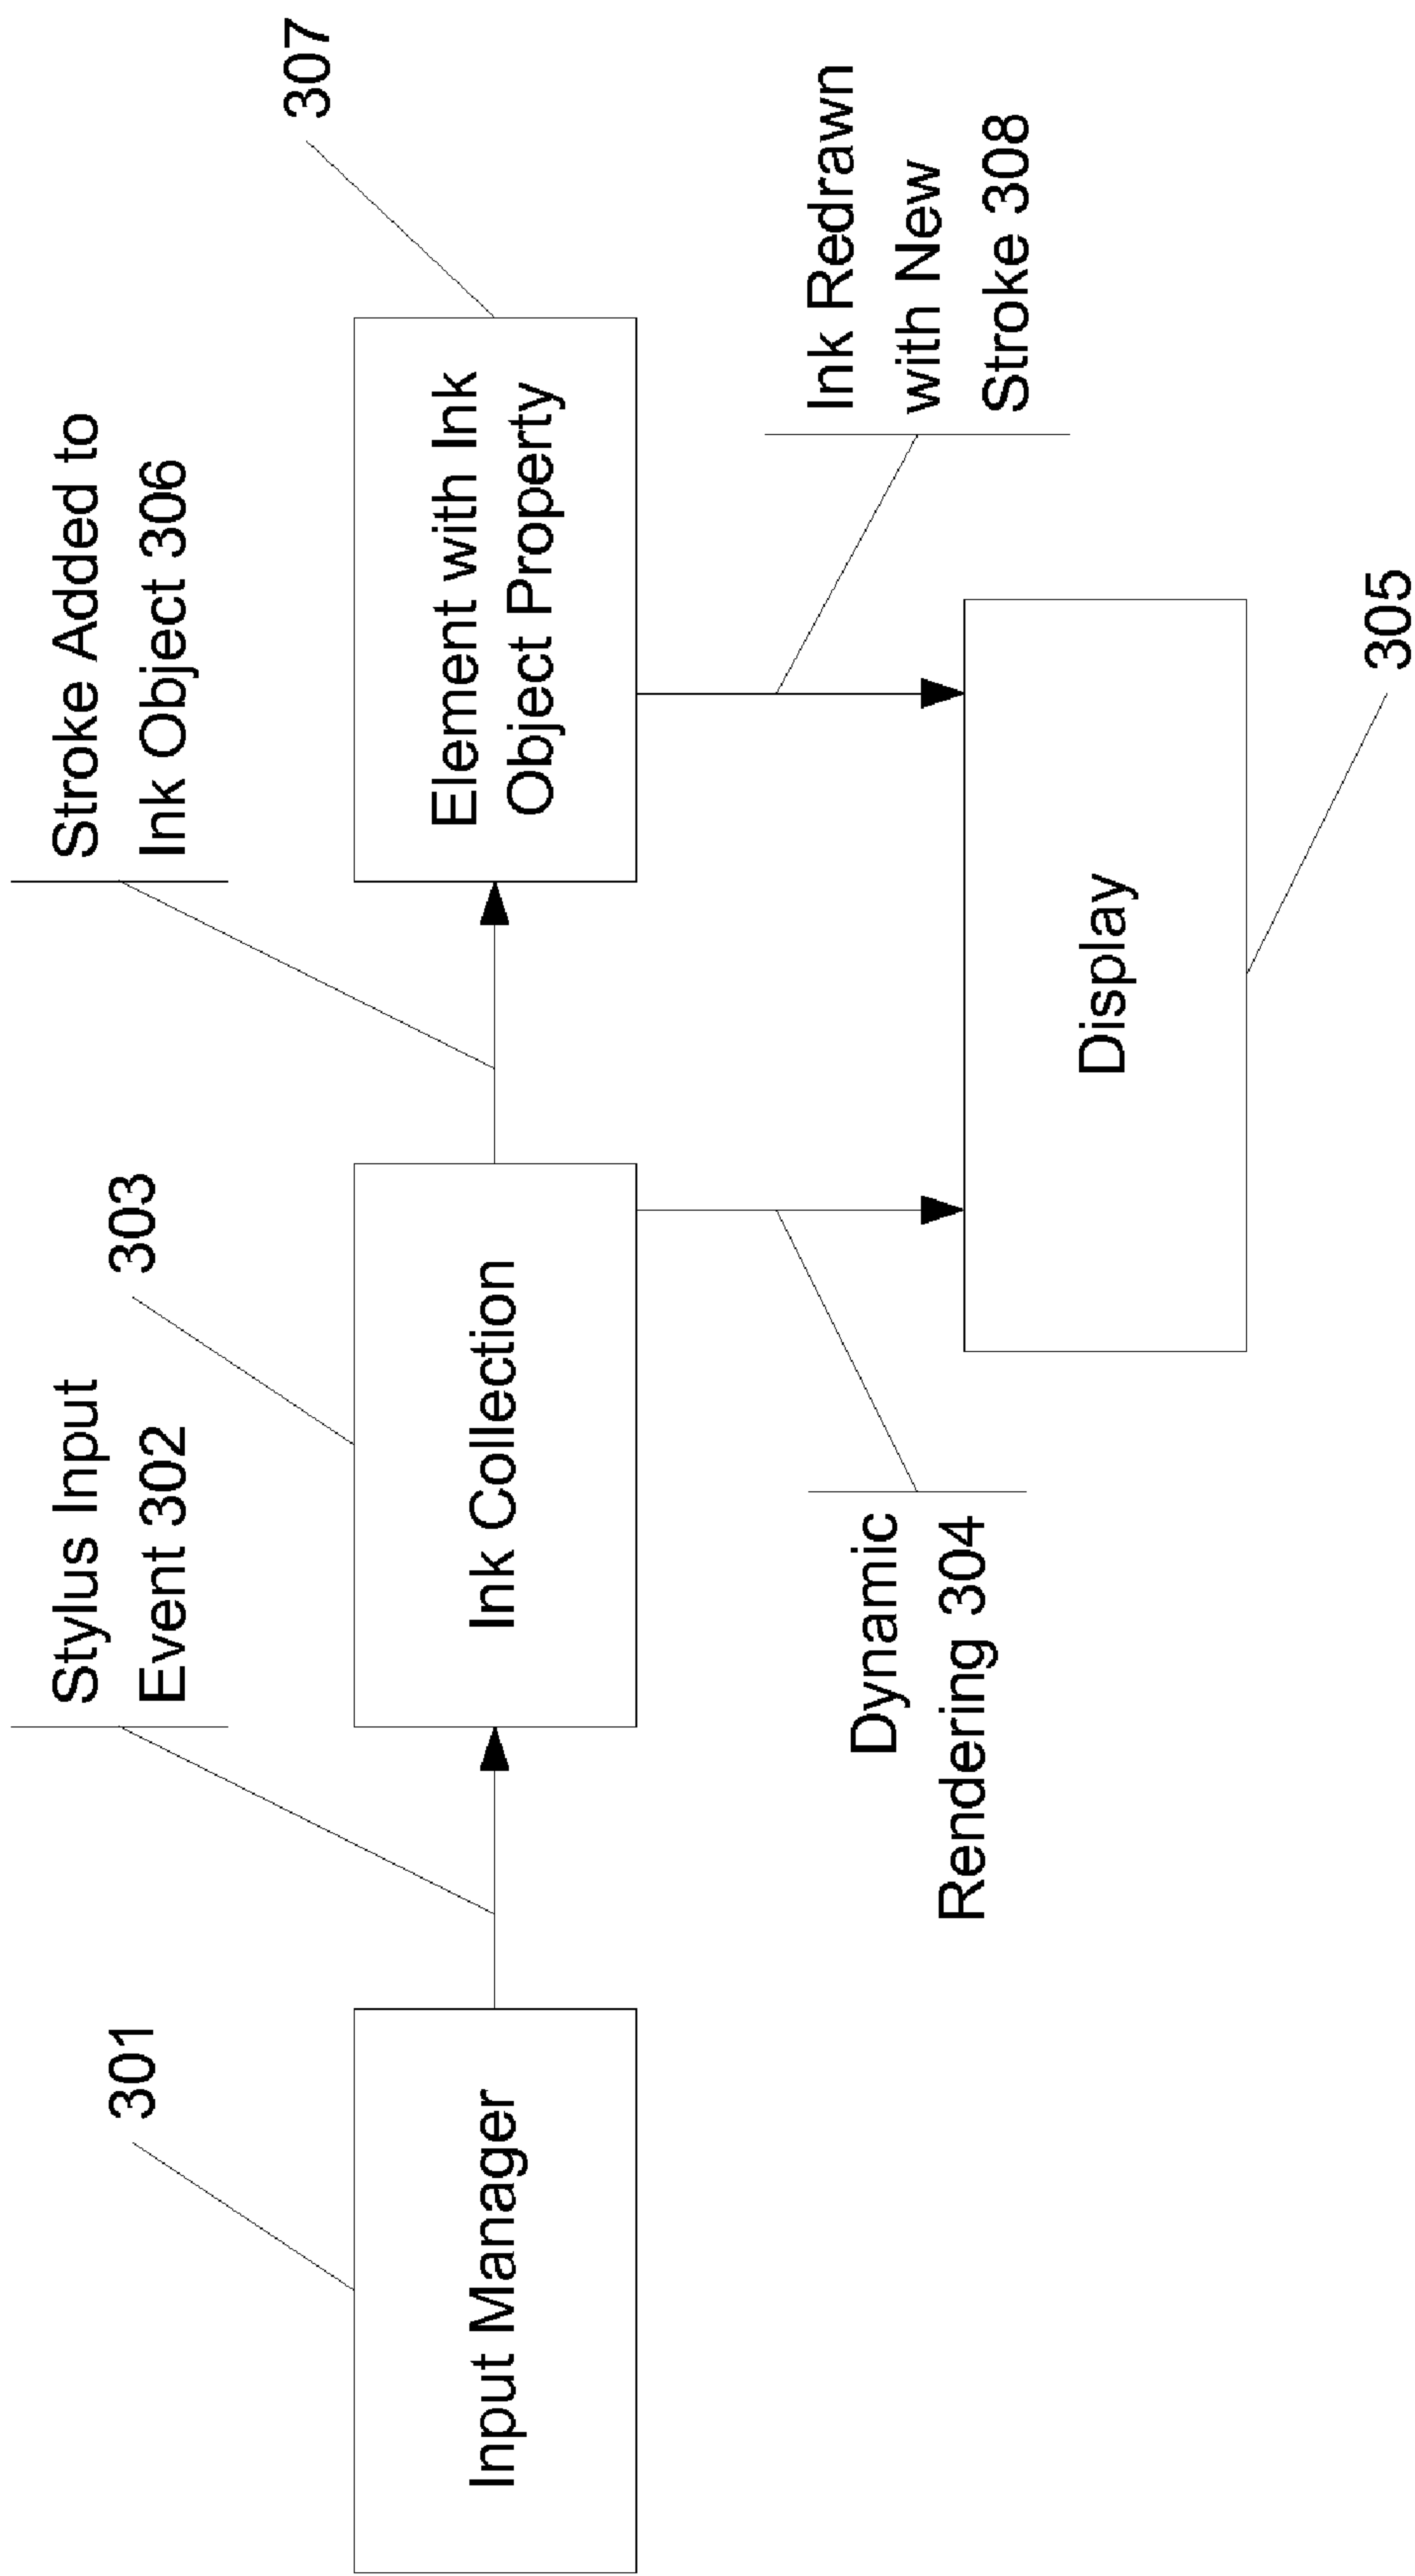 301
Input Manager
Stylus Input
Event 302
303
Ink Collection
Dynamic
Rendering 304
Stroke Added to
Ink Object 306
307
Element with Ink
Object Property
Ink Redrawn
with New
Stroke 308
Display
305